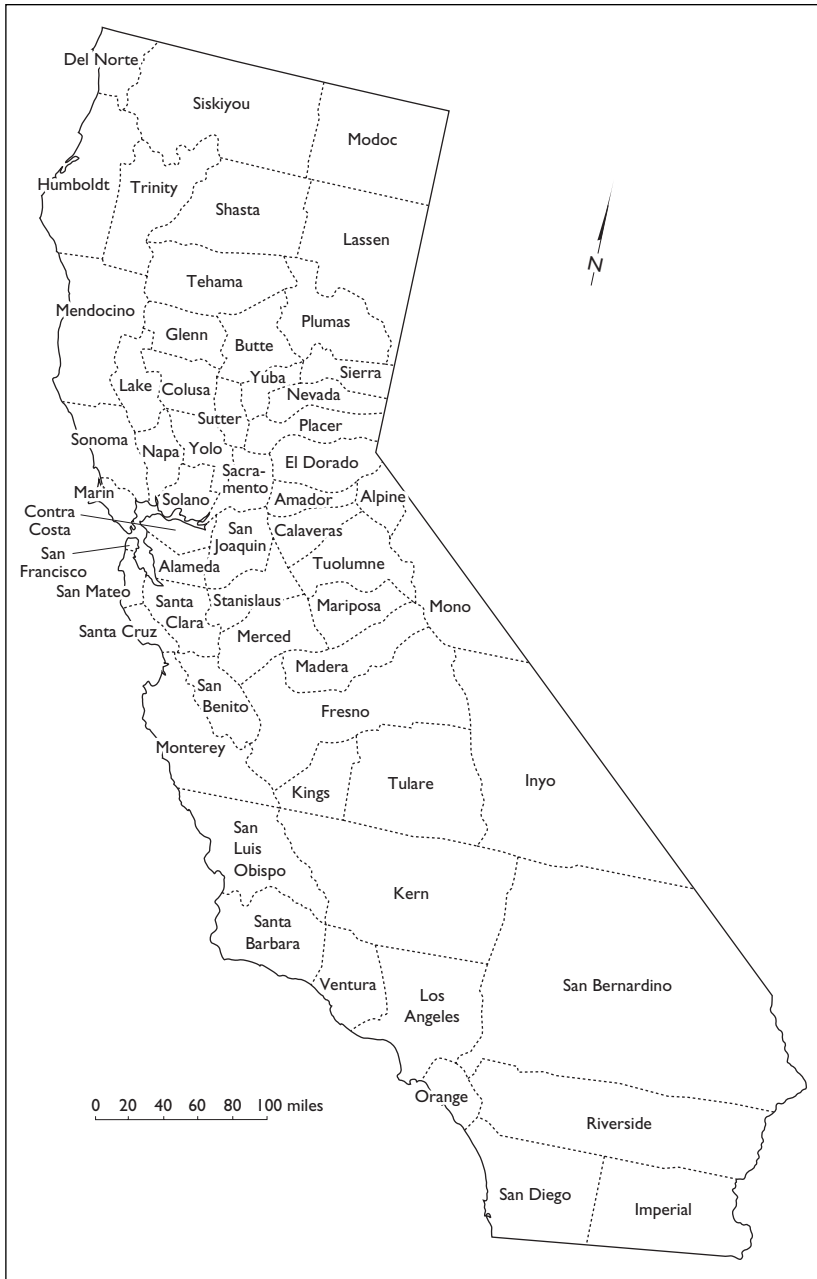 Del Norte
Siskiyou
Modoc
Humboldt
Trinity
Shasta
Lassen
Tehama
Mendocino
Plumas
Glenn
Butte
Lake
Colusa
Yuba
Sierra
Nevada
Sutter
Placer
Sonoma
Napa
Yolo
Sacra-
mento
El Dorado
Marin
Solano
Amador
Alpine
Contra
Costa
San
Joaquin
Calaveras
San
Francisco
Alameda
Tuolumne
San Mateo
Santa
Clara
Stanislaus
Mariposa
Mono
Santa Cruz
Merced
Madera
San
Benito
Fresno
Monterey
Kings
Tulare
Inyo
San
Luis
Obispo
Kern
Santa
Barbara
Ventura
Los
Angeles
San Bernardino
Orange
Riverside
San Diego
Imperial
N
0 20 40 60 80 100 miles